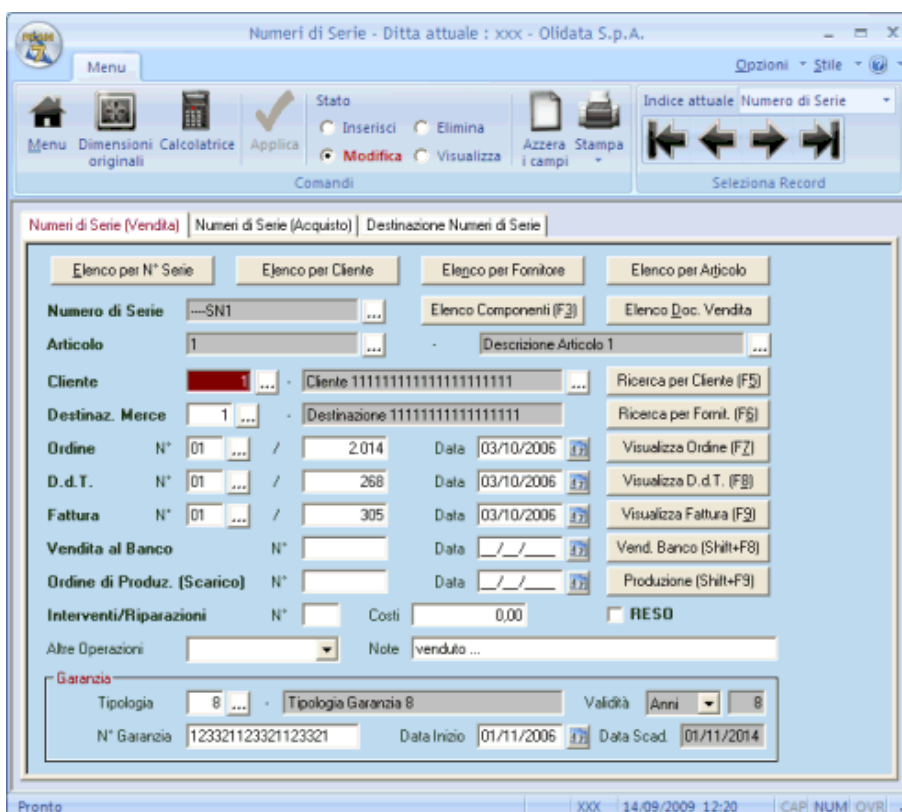 Numeri di Serie - Ditta attuale : xxx - Olidata S.p.A.
Menu
Opzioni Stile
Stato
Indice attuale Numero di Serie
Inserisci Elimina
Modifica Visualizza
Menu Dimensioni originali Calcolatrice Applica Azzera i campi Stampa
Comandi Seleziona Record
Numeri di Serie (Vendita) Numeri di Serie (Acquisto) Destinazione Numeri di Serie
Elenco per N° Serie Elenco per Cliente Elenco per Fornitore Elenco per Articolo
Numero di Serie ----SN1 ... Elenco Componenti (F3) Elenco Doc. Vendita
Articolo 1 ... - Descrizione Articolo 1 ...
Cliente 1 ... - Cliente 111111111111111111111 ... Ricerca per Cliente (F5)
Destinaz. Merce 1 ... - Destinazione 11111111111111111 Ricerca per Fornit. (F6)
Ordine N° 01 ... / 2.014 Data 03/10/2006 Visualizza Ordine (F7)
D.d.T. N° 01 ... / 268 Data 03/10/2006 Visualizza D.d.T. (F8)
Fattura N° 01 ... / 305 Data 03/10/2006 Visualizza Fattura (F9)
Vendita al Banco N° Data _/_/__ Vend. Banco (Shift+F8)
Ordine di Produz. (Scarico) N° Data _/_/__ Produzione (Shift+F9)
Interventi/Riparazioni N° Costi 0,00 RESO
Altre Operazioni Note venduto ...
Garanzia
Tipologia 8 ... - Tipologia Garanzia 8 Validità Anni 8
N° Garanzia 123321123321123321 Data Inizio 01/11/2006 Data Scad. 01/11/2014
Pronto XXX 14/09/2009 12:20 CAP NUM OVR